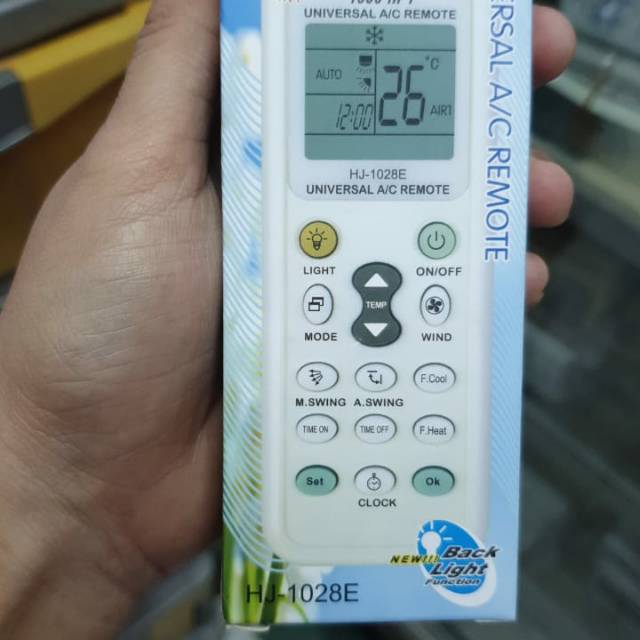 UNIVERSAL A/C REMOTE
°C
AUTO
26
12:00
AIR1
HJ-1028E
UNIVERSAL A/C REMOTE
LIGHT
ON/OFF
TEMP
MODE
WIND
F.Cool
M.SWING
A.SWING
TIME ON
TIME OFF
F.Heat
Set
Ok
CLOCK
NEW!!!
Back
Light
Function
HJ-1028E
A/C REMOTE